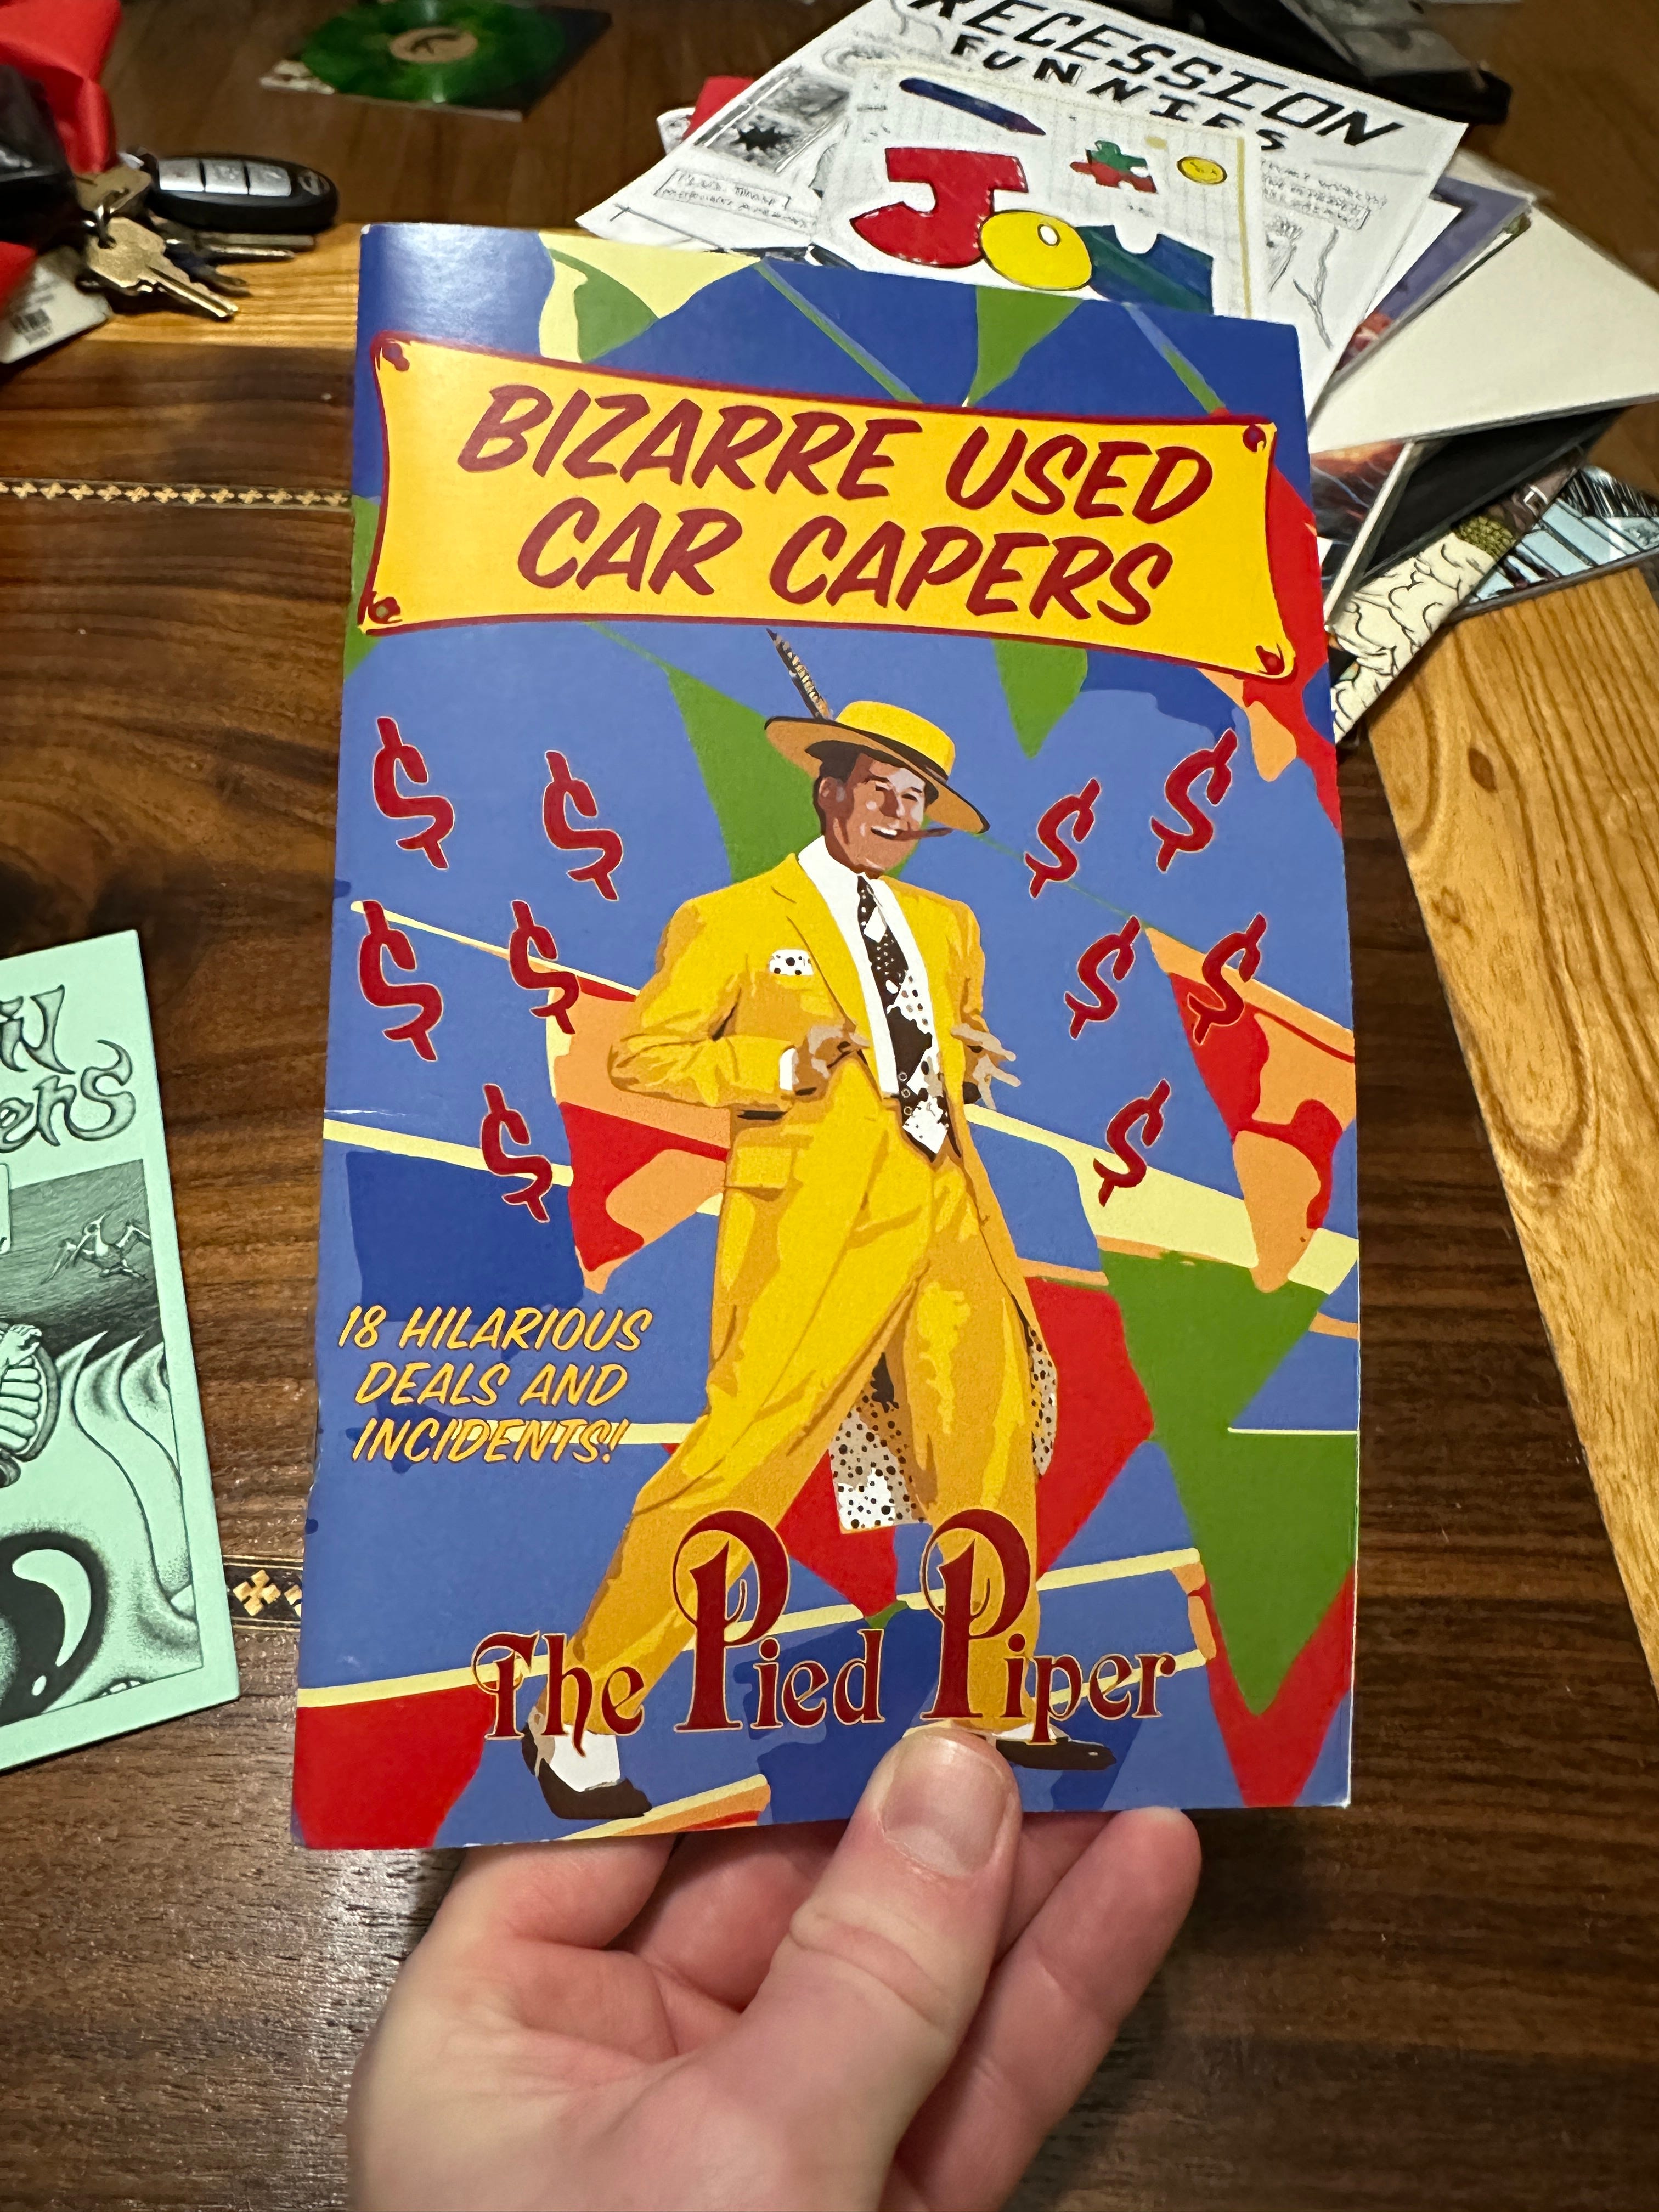 RECESSION
FUNNIES
BIZARRE USED
CAR CAPERS
$ $ $ $
$ $ $ $
$ $
18 HILARIOUS
DEALS AND
INCIDENTS!
The Pied Piper